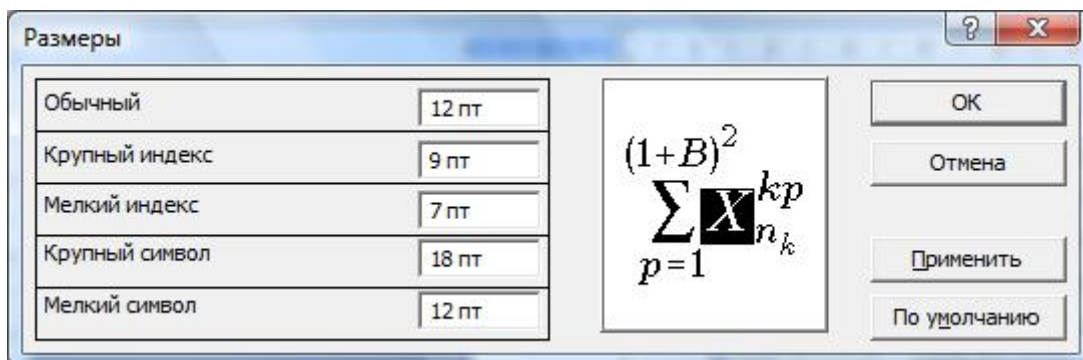 Размеры
Обычный 12 пт
Крупный индекс 9 пт
Мелкий индекс 7 пт
Крупный символ 18 пт
Мелкий символ 12 пт
(1+B)²
∑ X kp
n k
p=1
OK
Отмена
Применить
По умолчанию